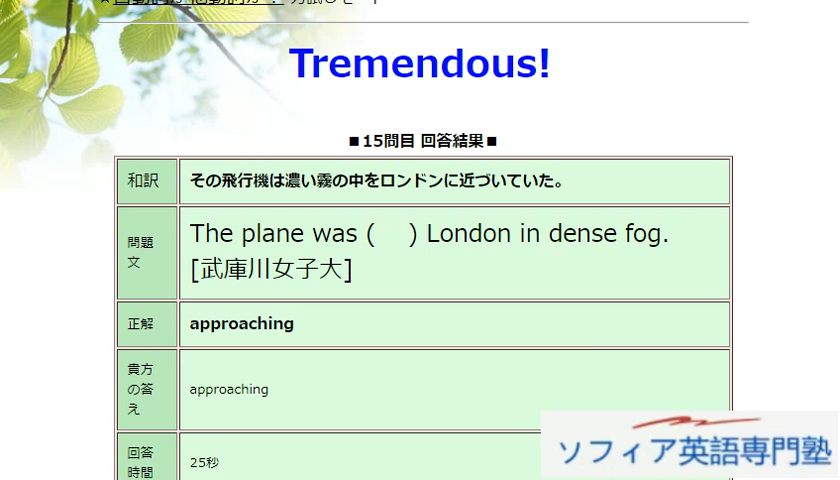 Tremendous!
■15問目 回答結果■
和訳 その飛行機は濃い霧の中をロンドンに近づいていた。
問題文 The plane was (　) London in dense fog.
[武庫川女子大]
正解 approaching
貴方の答え approaching
回答時間 25秒
ソフィア英語専門塾